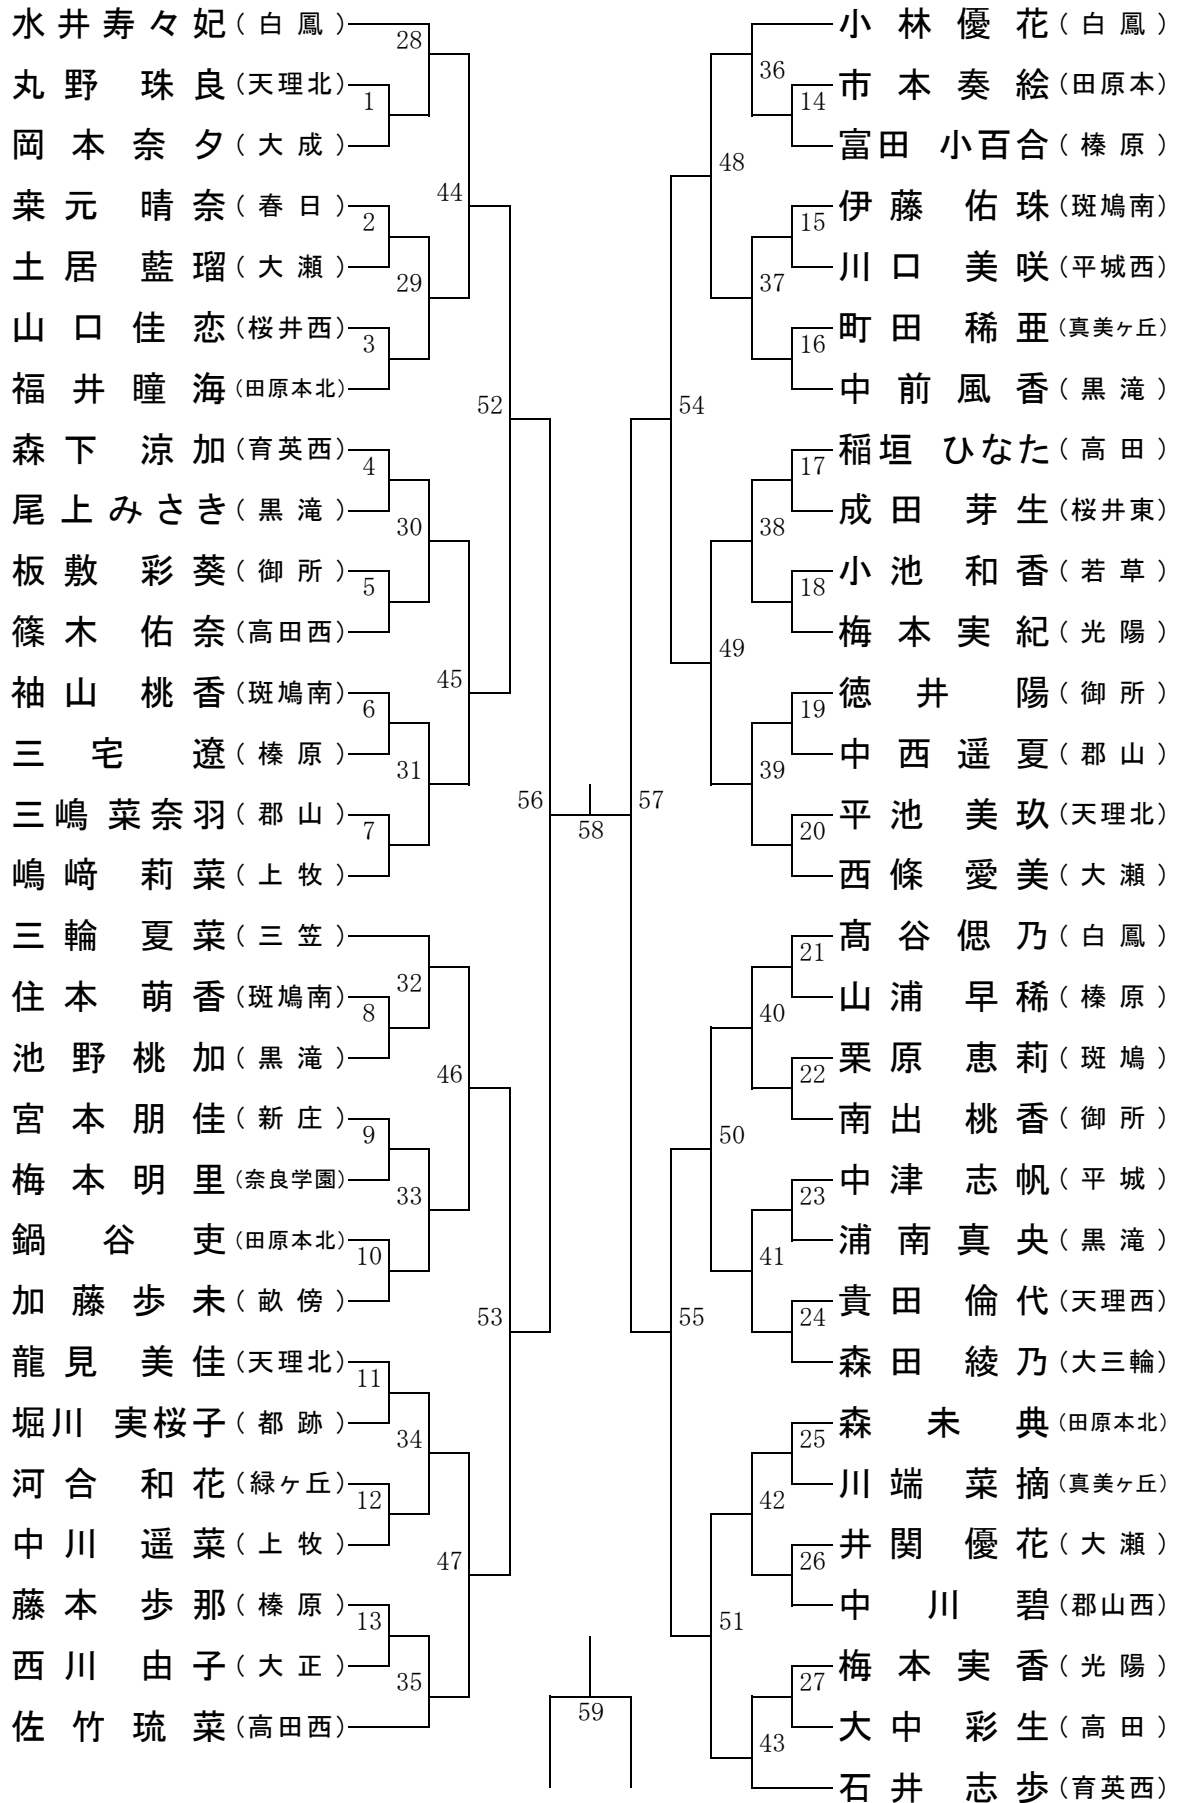 水井寿々妃(白鳳)
28
丸野珠良(天理北)
1
岡本奈夕(大成)
44
桒元晴奈(春日)
2
土居藍瑠(大瀬)
29
山口佳恋(桜井西)
3
福井瞳海(田原本北)
52
森下涼加(育英西)
4
尾上みさき(黒滝)
30
板敷彩葵(御所)
5
篠木佑奈(高田西)
45
袖山桃香(斑鳩南)
6
三宅遼(榛原)
31
三嶋菜奈羽(郡山)
7
嶋﨑莉菜(上牧)
56
三輪夏菜(三笠)
32
住本萌香(斑鳩南)
8
池野桃加(黒滝)
46
宮本朋佳(新庄)
9
梅本明里(奈良学園)
33
鍋谷吏(田原本北)
10
加藤歩未(畝傍)
53
龍見美佳(天理北)
11
堀川実桜子(都跡)
34
河合和花(緑ヶ丘)
12
中川遥菜(上牧)
47
藤本歩那(榛原)
13
西川由子(大正)
35
佐竹琉菜(高田西)
58
59
小林優花(白鳳)
36
市本奏絵(田原本)
14
富田小百合(榛原)
48
伊藤佑珠(斑鳩南)
15
川口美咲(平城西)
37
町田稀亜(真美ヶ丘)
16
中前風香(黒滝)
54
稲垣ひなた(高田)
17
成田芽生(桜井東)
38
小池和香(若草)
18
梅本実紀(光陽)
49
徳井陽(御所)
19
中西遥夏(郡山)
39
平池美玖(天理北)
20
西條愛美(大瀬)
57
髙谷偲乃(白鳳)
21
山浦早稀(榛原)
40
栗原恵莉(斑鳩)
22
南出桃香(御所)
50
中津志帆(平城)
23
浦南真央(黒滝)
41
貴田倫代(天理西)
24
森田綾乃(大三輪)
55
森未典(田原本北)
25
川端菜摘(真美ヶ丘)
42
井関優花(大瀬)
26
中川碧(郡山西)
51
梅本実香(光陽)
27
大中彩生(高田)
43
石井志歩(育英西)